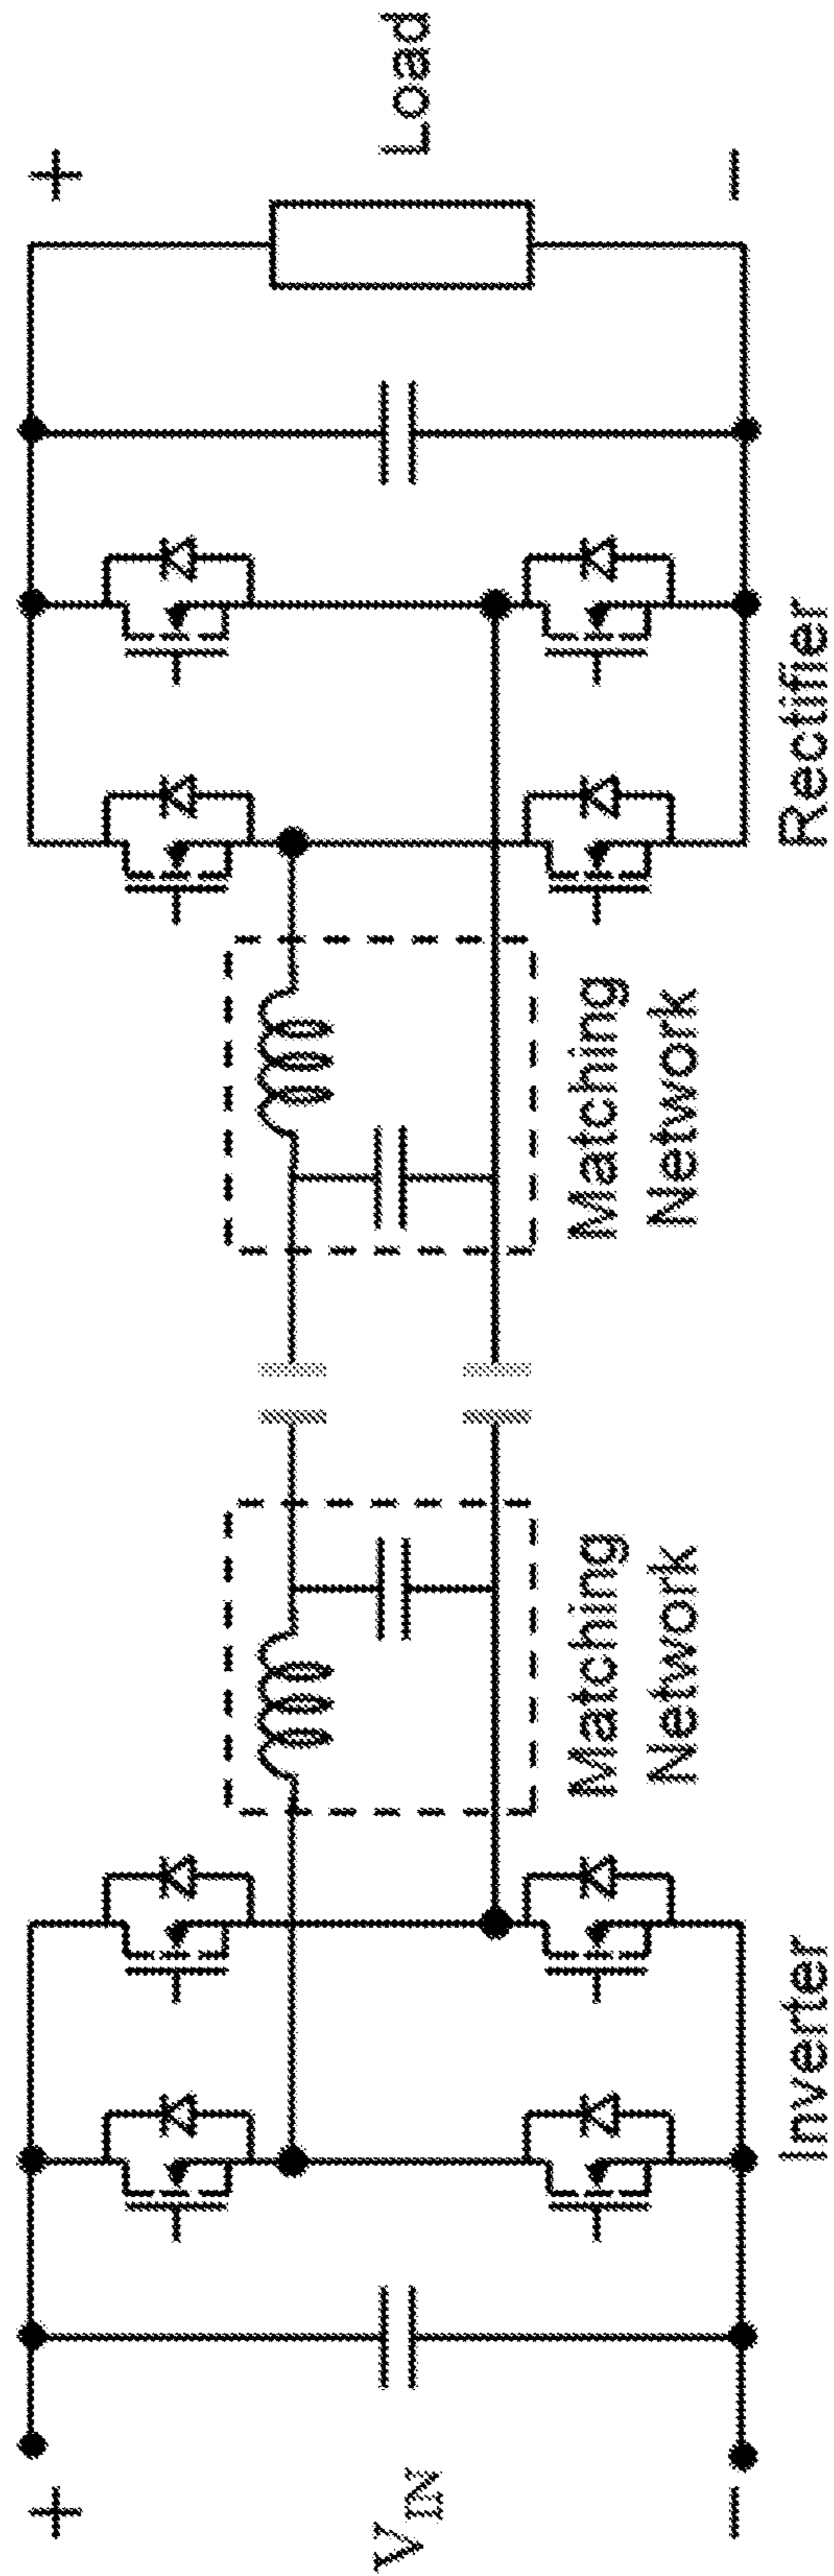 +
V_IN
−
Inverter
Matching
Network
Matching
Network
Rectifier
+
Load
−